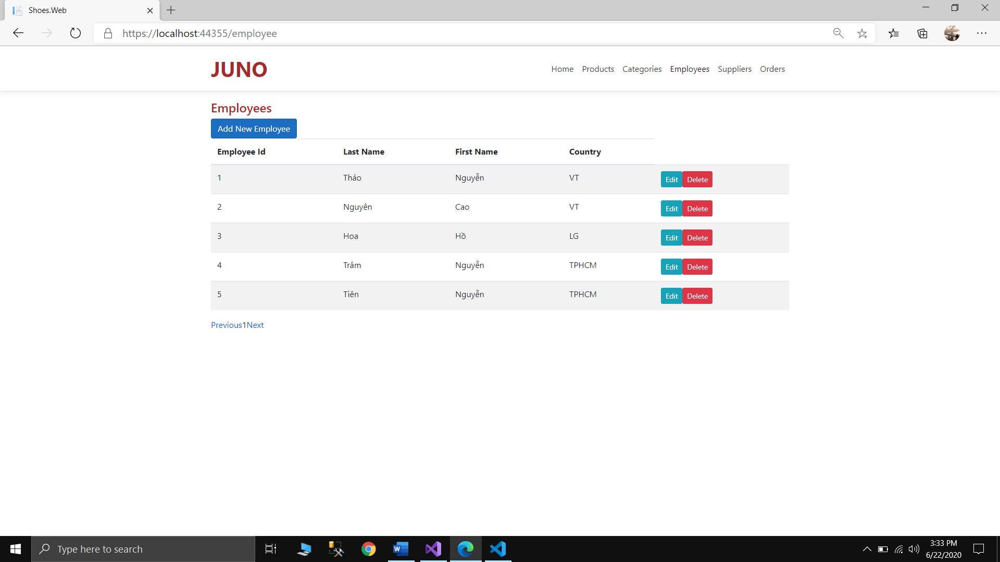 Shoes.Web
https://localhost:44355/employee
JUNO
Home Products Categories Employees Suppliers Orders
Employees
Add New Employee
Employee Id Last Name First Name Country
1 Thảo Nguyễn VT Edit Delete
2 Nguyên Cao VT Edit Delete
3 Hoa Hồ LG Edit Delete
4 Trâm Nguyễn TPHCM Edit Delete
5 Tiên Nguyễn TPHCM Edit Delete
Previous1Next
Type here to search
3:33 PM
6/22/2020